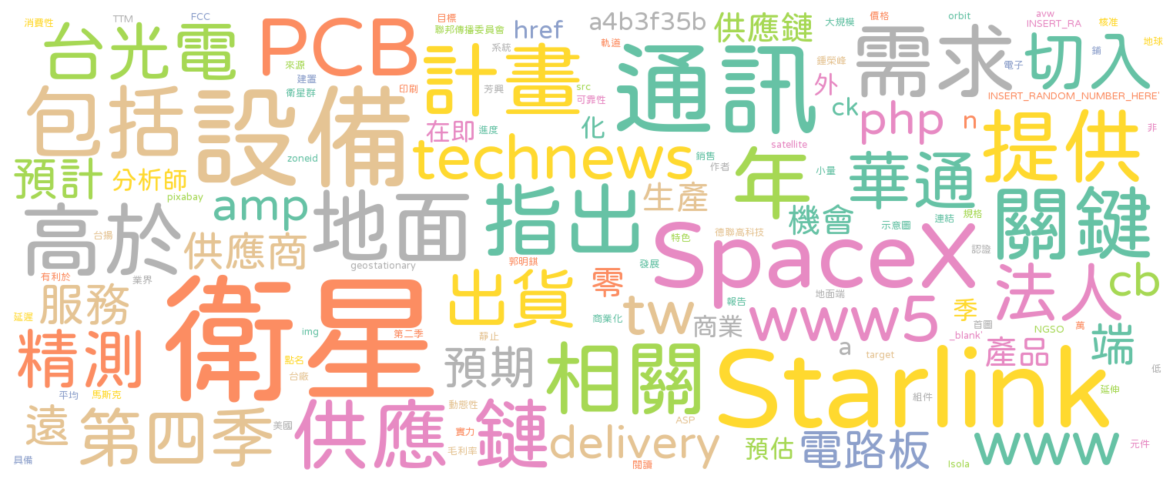 消費性
TTM
FCC
目標
聯邦傳播委員會
href
a4b3f35b
供應鏈
大規模
價格
orbit
avw
INSERT_RA
核准
地球
台光電
PCB
來源
建置
衛星群
印刷
系統
計畫
芳興
src
可靠性
軌道
通訊
鍾榮峰
外
需求
電子
鋪
切入
INSERT_RANDOM_NUMBER_HERE'
包括
設備
在即
進度
化
ck
php
n
提供
非
zoneid
technews
銷售
作者
satellite
小量
年
華通
預計
分析師
pixabay
amp
地面
指出
生產
機會
示意圖
連結
規格
關鍵
高於
台揚
供應商
geostationary
郭明錤
特色
發展
德聯高科技
SpaceX
認證
有利於
業界
服務
出貨
零
報告
地面端
法人
cb
延遲
img
第二季
商業化
tw
商業
www5
季
首圖
NGSO
萬
_blank'
端
精測
衛星
點名
台廠
靜止
預期
相關
a
target
產品
低
平均
馬斯克
動態性
Starlink
組件
延伸
遠
第四季
美國
供應
鏈
實力
毛利率
ASP
delivery
預估
電路板
www
元件
具備
閱讀
Isola